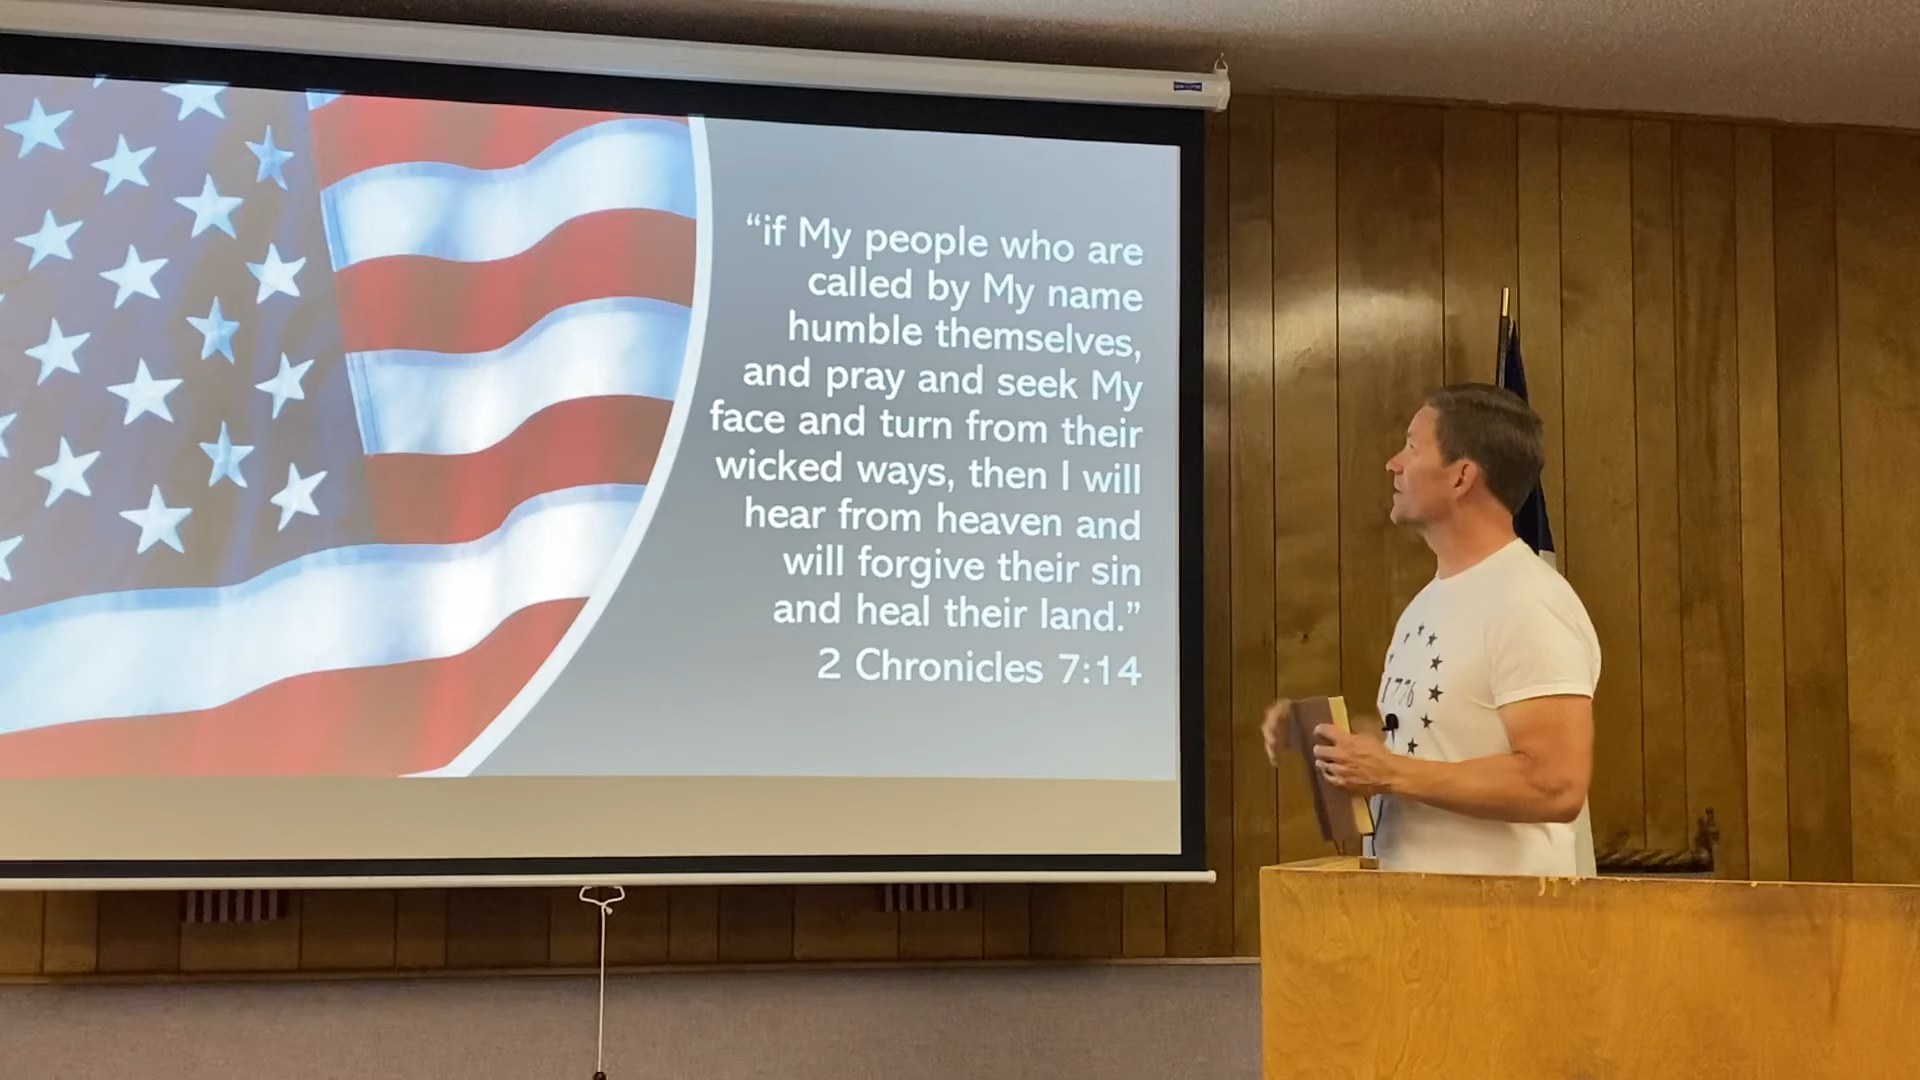 “if My people who are
called by My name
humble themselves,
and pray and seek My
face and turn from their
wicked ways, then I will
hear from heaven and
will forgive their sin
and heal their land.”
2 Chronicles 7:14
1776